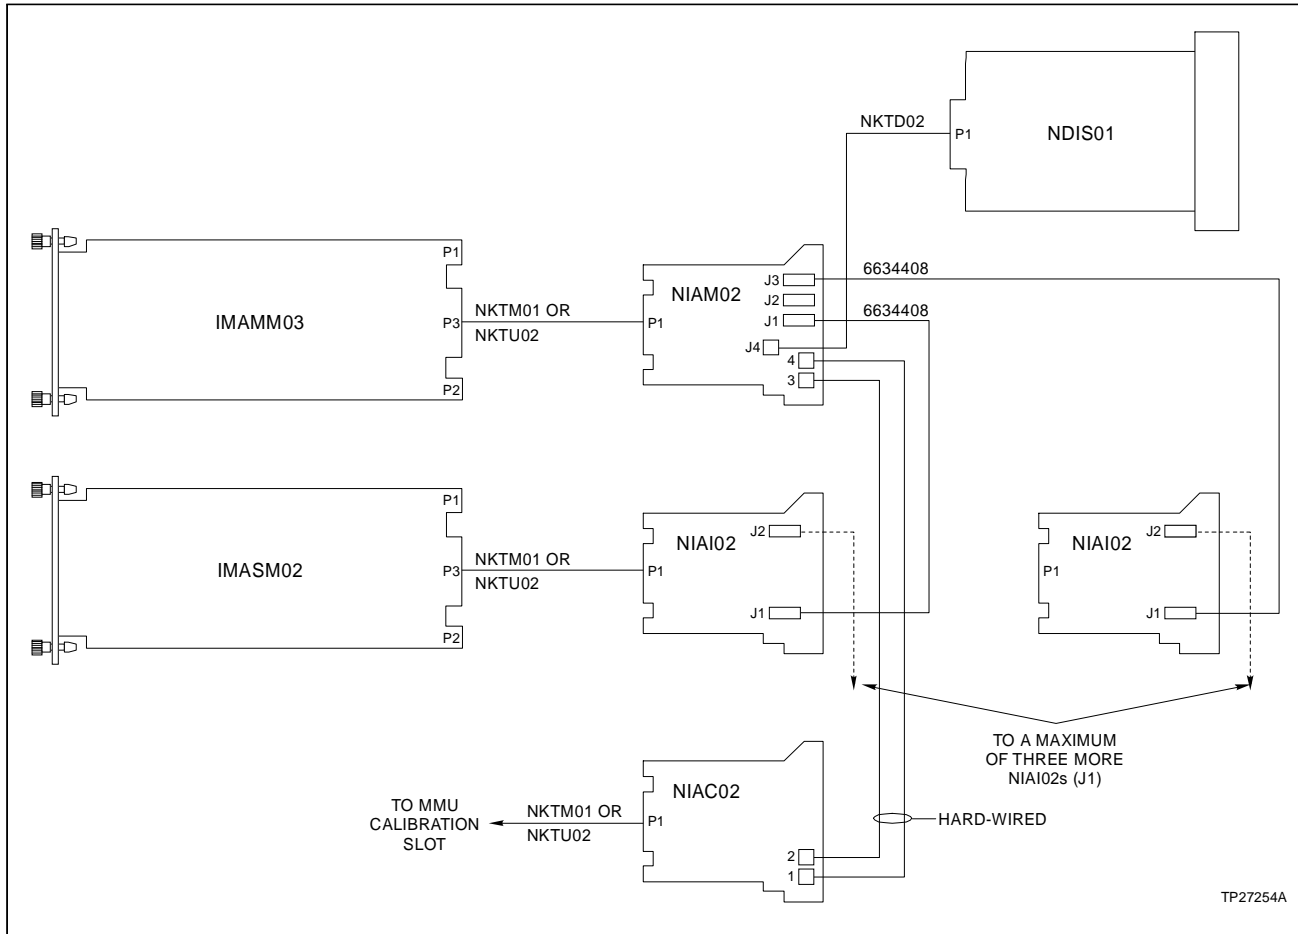 NKTD02
P1
NDIS01
P1
IMAMM03
P3
P2
NKTM01 OR
NKTU02
NIAM02
P1
J3
J2
J1
J4
4
3
6634408
6634408
P1
IMASM02
P3
P2
NKTM01 OR
NKTU02
NIAI02
P1
J2
J1
NIAI02
P1
J2
J1
TO A MAXIMUM
OF THREE MORE
NIAI02s (J1)
TO MMU
CALIBRATION
SLOT
NKTM01 OR
NKTU02
NIAC02
P1
2
1
HARD-WIRED
TP27254A